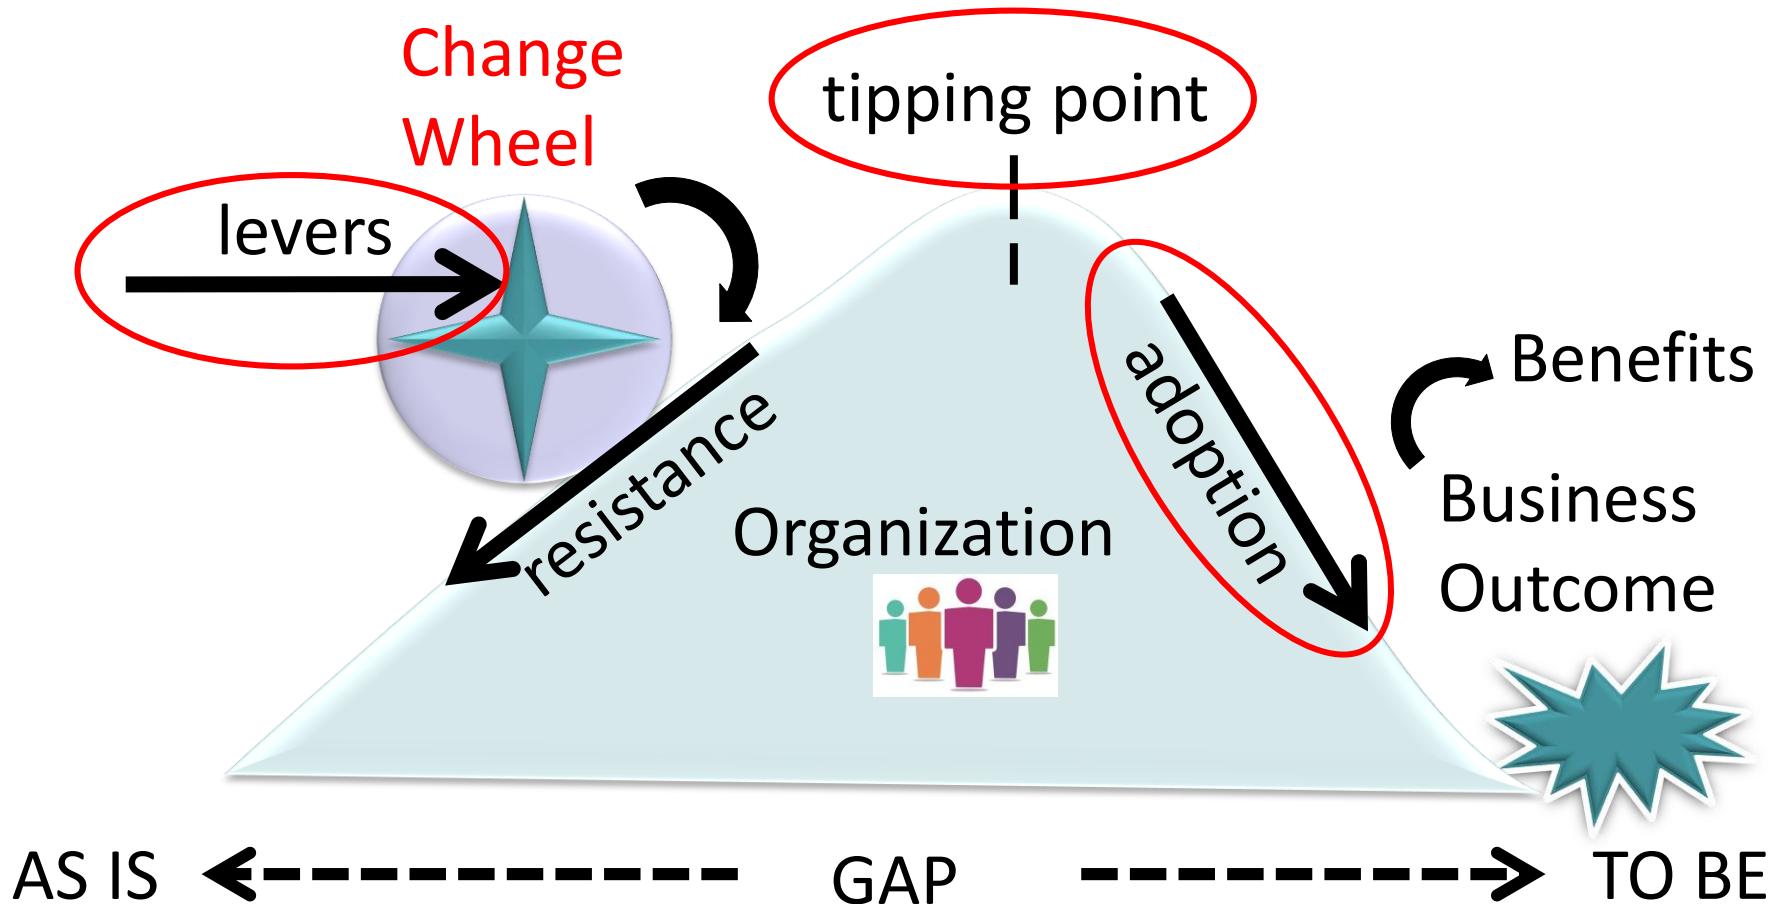 Change
Wheel
tipping point
levers
resistance
adoption
Organization
Benefits
Business
Outcome
AS IS
GAP
TO BE